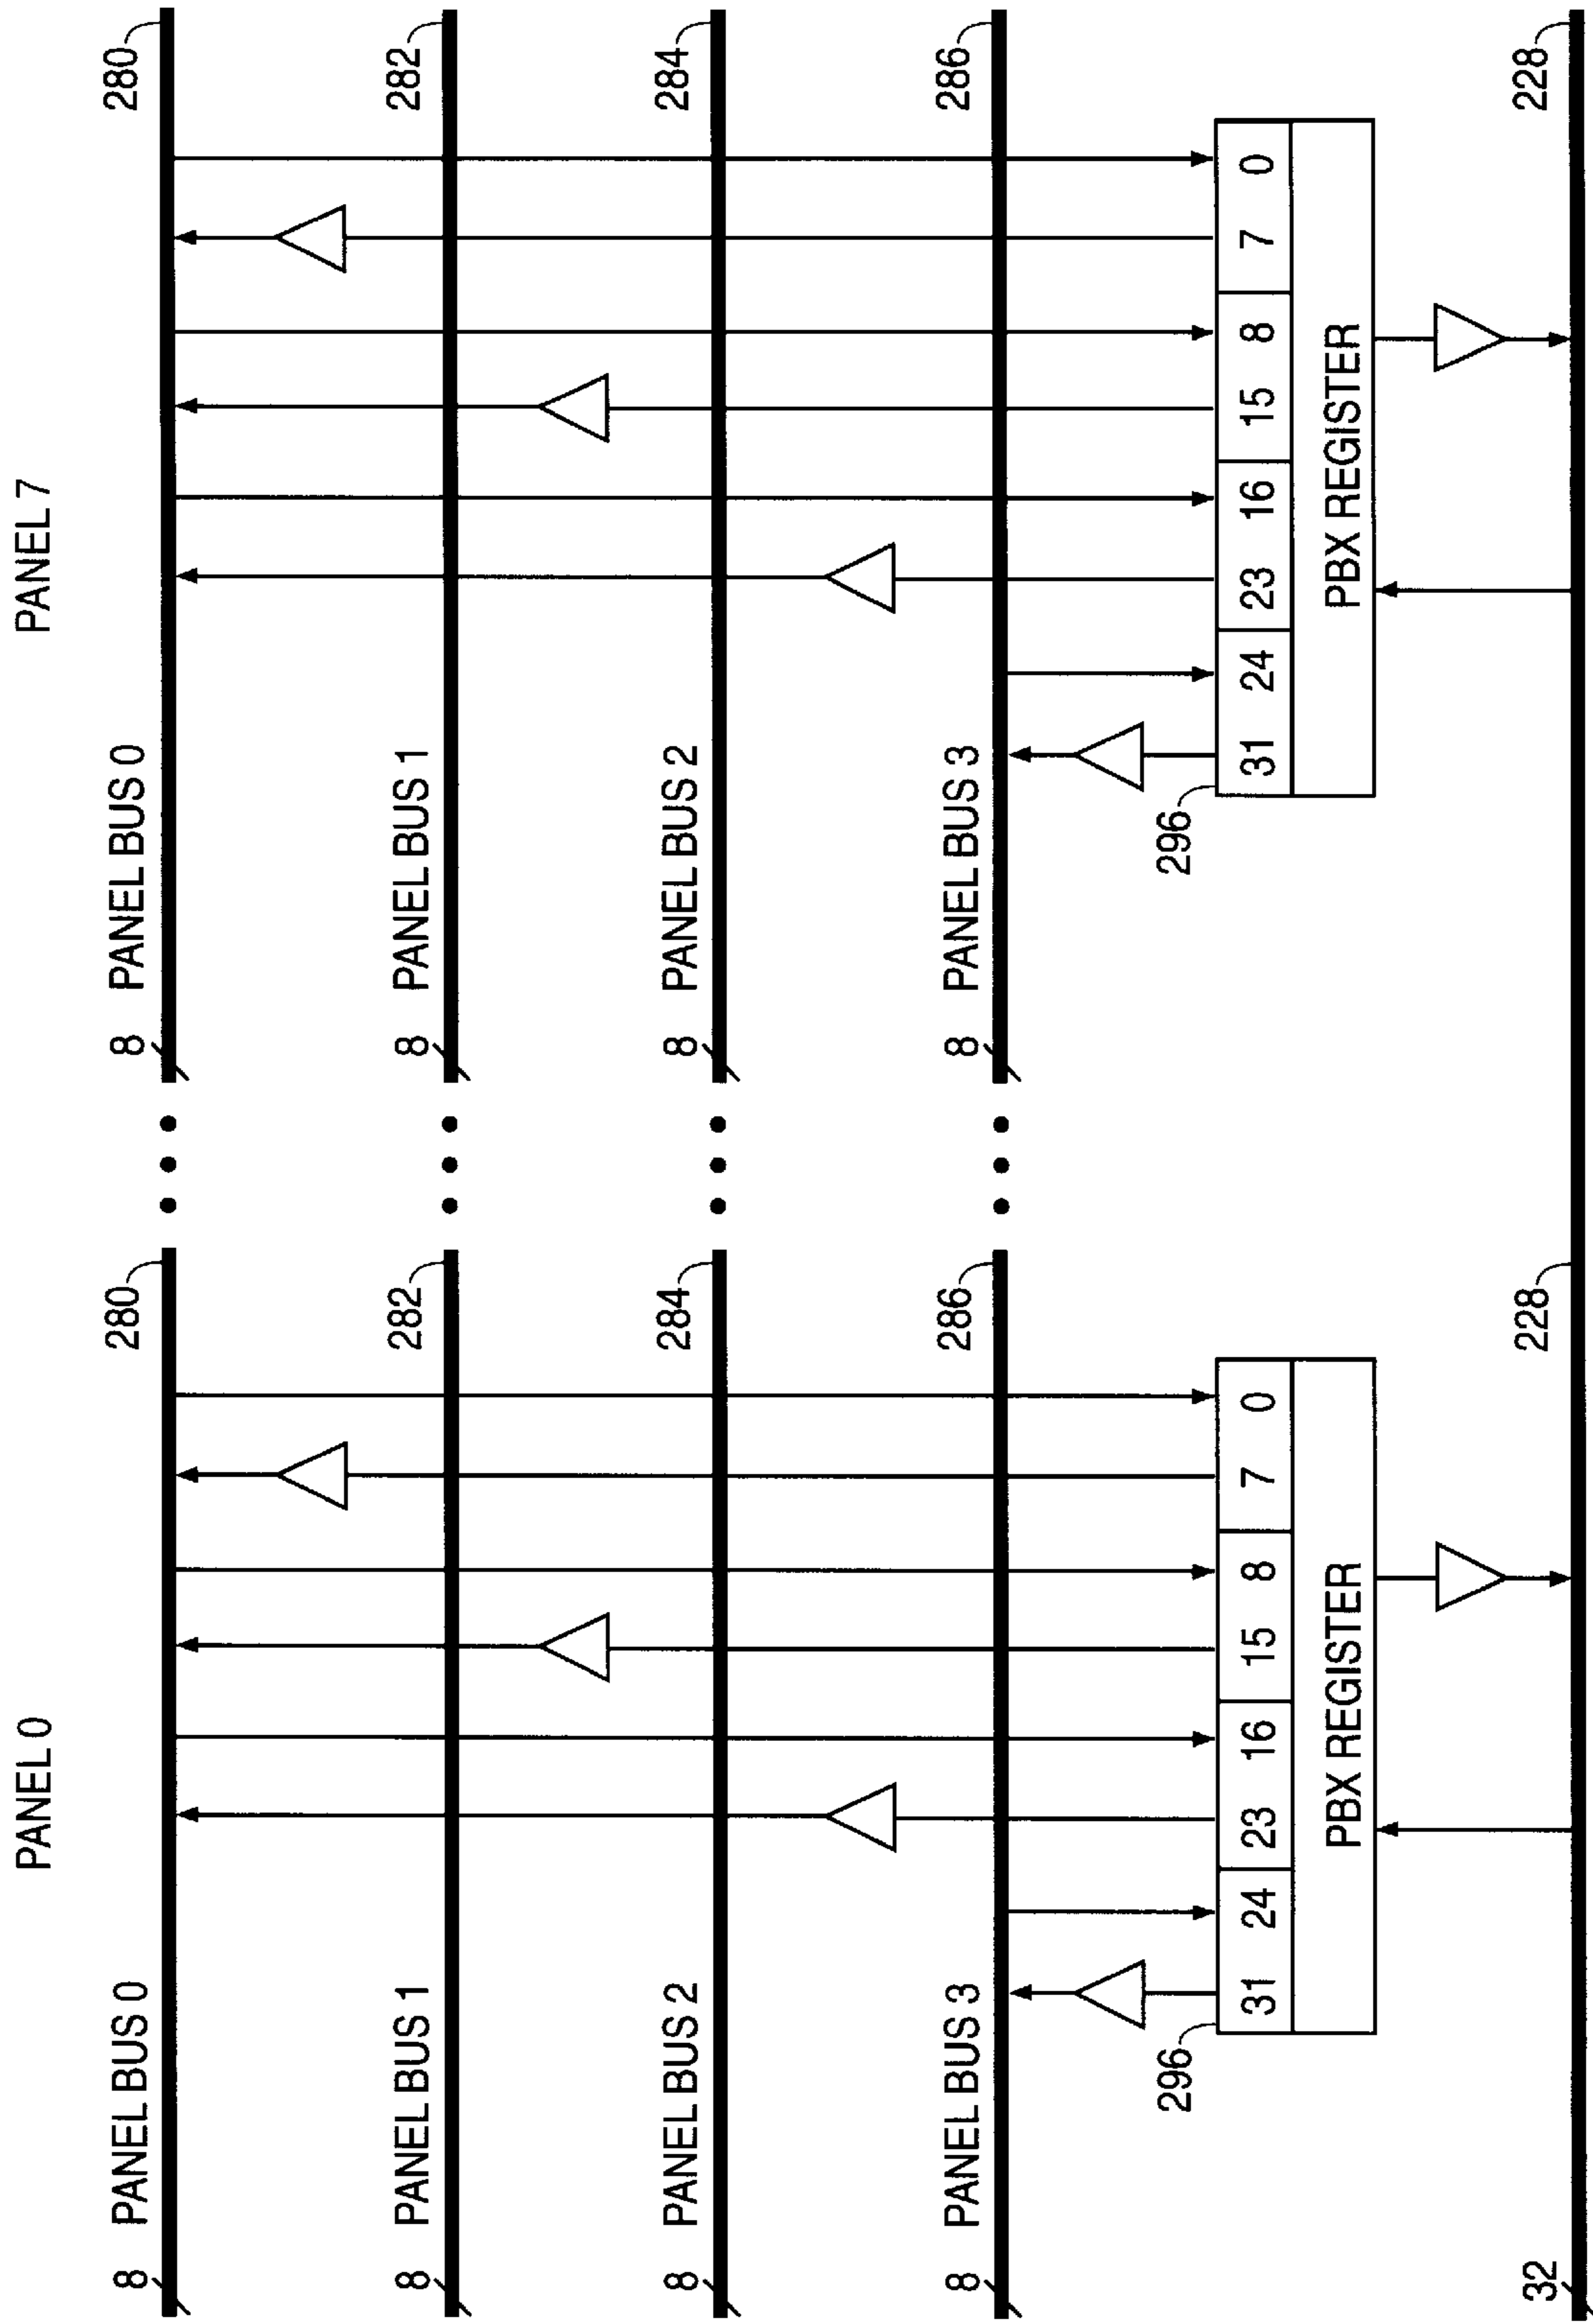 PANEL 0
PANEL 7
8 PANEL BUS 0
280
8 PANEL BUS 0
280
8 PANEL BUS 1
282
8 PANEL BUS 1
282
8 PANEL BUS 2
284
8 PANEL BUS 2
284
8 PANEL BUS 3
286
8 PANEL BUS 3
286
296
31 24 23 16 15 8 7 0
PBX REGISTER
296
31 24 23 16 15 8 7 0
PBX REGISTER
32
228
228